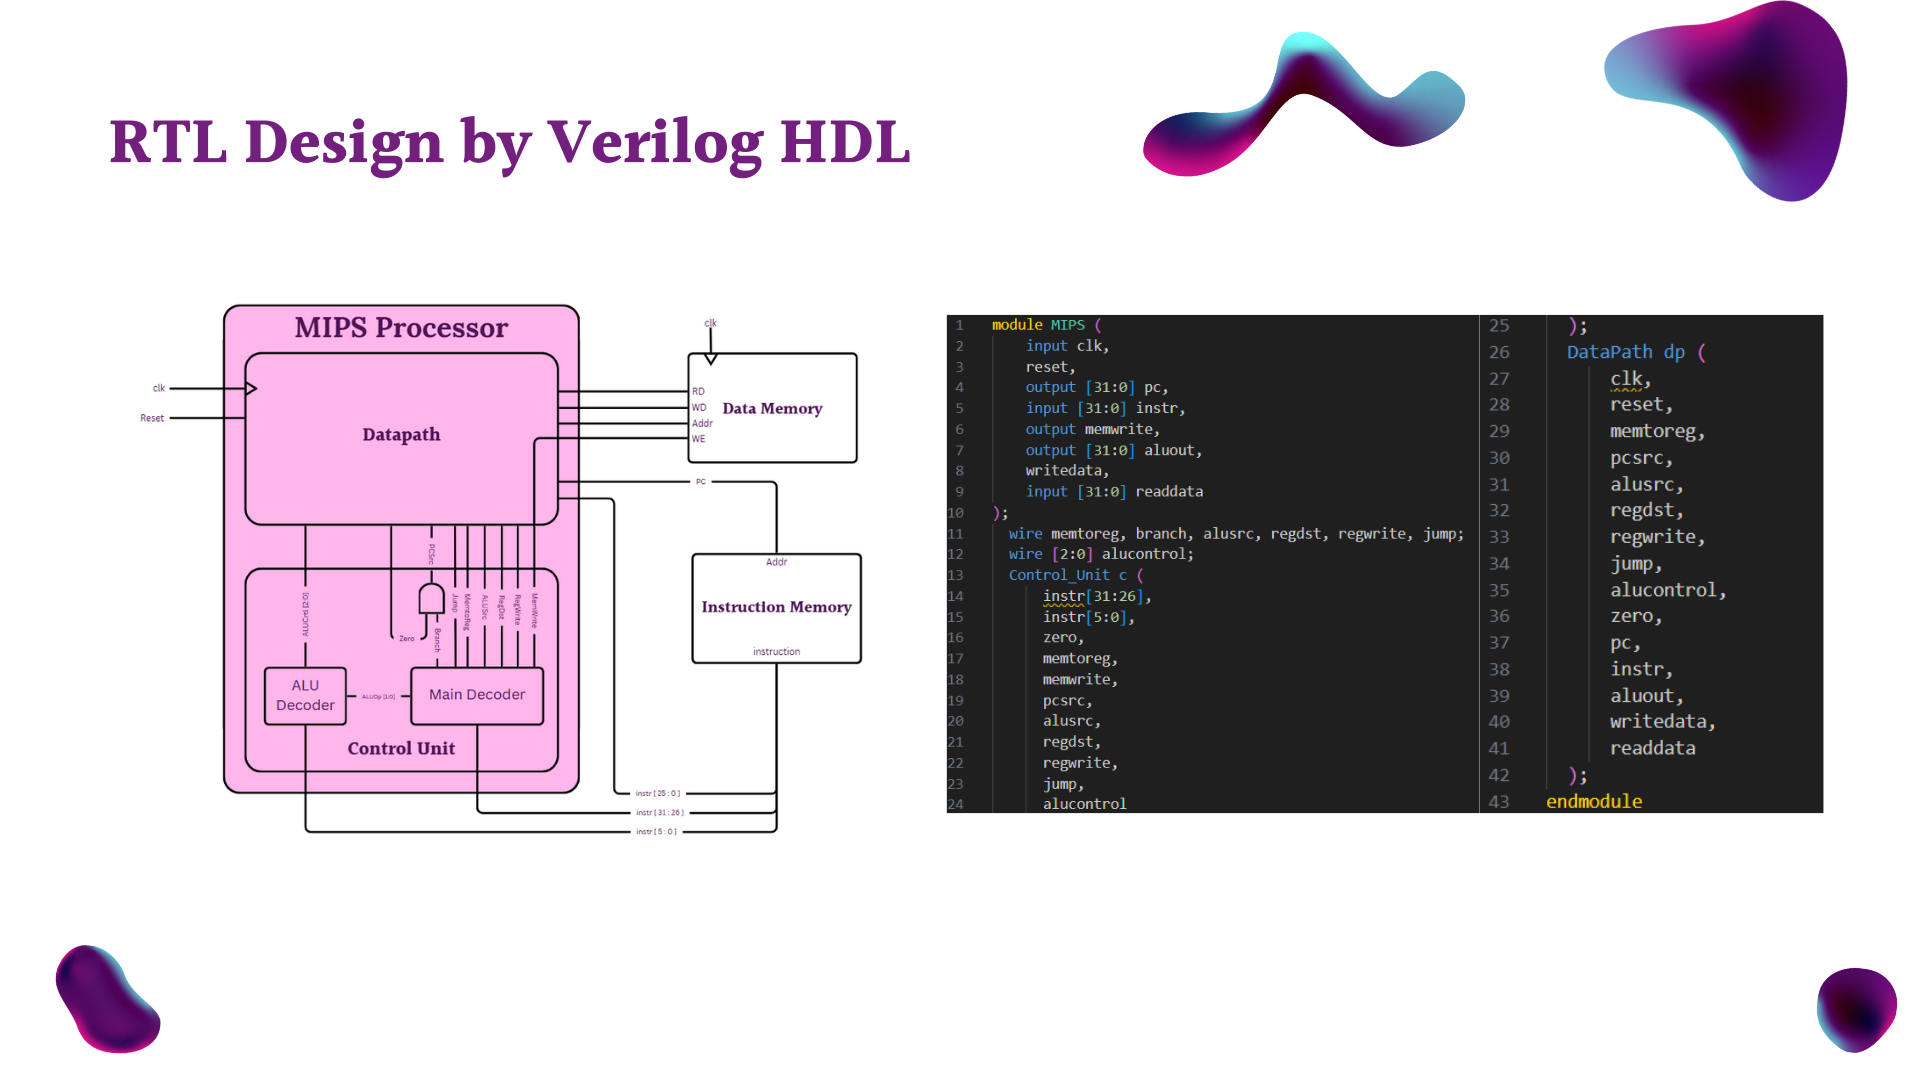 RTL Design by Verilog HDL
MIPS Processor
clk
clk
Reset
Datapath
RD
WD
Addr
WE
Data Memory
PC
PCSrc
Addr
Instruction Memory
instruction
Zero
Branch
Jump
MemtoReg
ALUSrc
RegDst
RegWrite
MemWrite
ALU
Decoder
ALUOp [1:0]
Main Decoder
Control Unit
instr [ 25 : 0 ]
instr [ 31 : 26 ]
instr [ 5 : 0 ]
1 module MIPS (
2 input clk,
3 reset,
4 output [31:0] pc,
5 input [31:0] instr,
6 output memwrite,
7 output [31:0] aluout,
8 writedata,
9 input [31:0] readdata
10 );
11 wire memtoreg, branch, alusrc, regdst, regwrite, jump;
12 wire [2:0] alucontrol;
13 Control_Unit c (
14 instr[31:26],
15 instr[5:0],
16 zero,
17 memtoreg,
18 memwrite,
19 pcsrc,
20 alusrc,
21 regdst,
22 regwrite,
23 jump,
24 alucontrol
25 );
26 DataPath dp (
27 clk,
28 reset,
29 memtoreg,
30 pcsrc,
31 alusrc,
32 regdst,
33 regwrite,
34 jump,
35 alucontrol,
36 zero,
37 pc,
38 instr,
39 aluout,
40 writedata,
41 readdata
42 );
43 endmodule